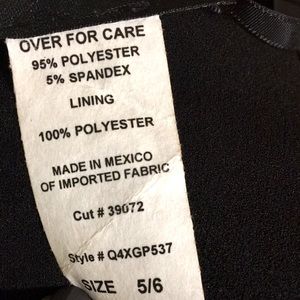 OVER FOR CARE
95% POLYESTER
5% SPANDEX
LINING
100% POLYESTER
MADE IN MEXICO
OF IMPORTED FABRIC
Cut # 39072
Style # Q4XGP537
SIZE 5/6